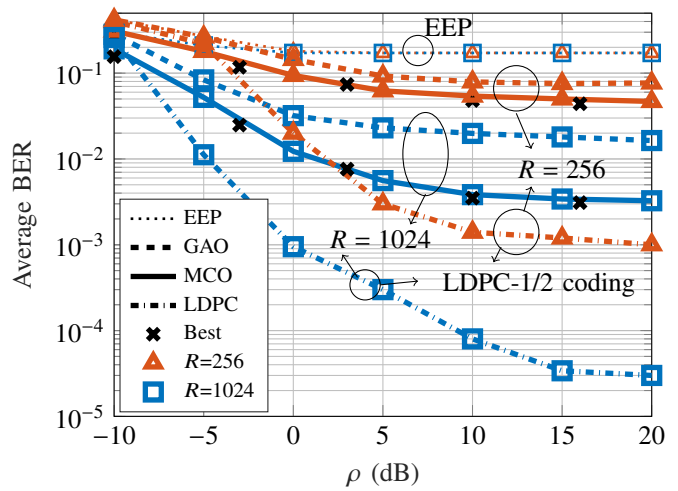 EEP
10⁻¹
10⁻²
10⁻³
10⁻⁴
10⁻⁵
Average BER
R = 256
R = 1024
LDPC-1/2 coding
EEP
GAO
MCO
LDPC
Best
R=256
R=1024
−10 −5 0 5 10 15 20
ρ (dB)